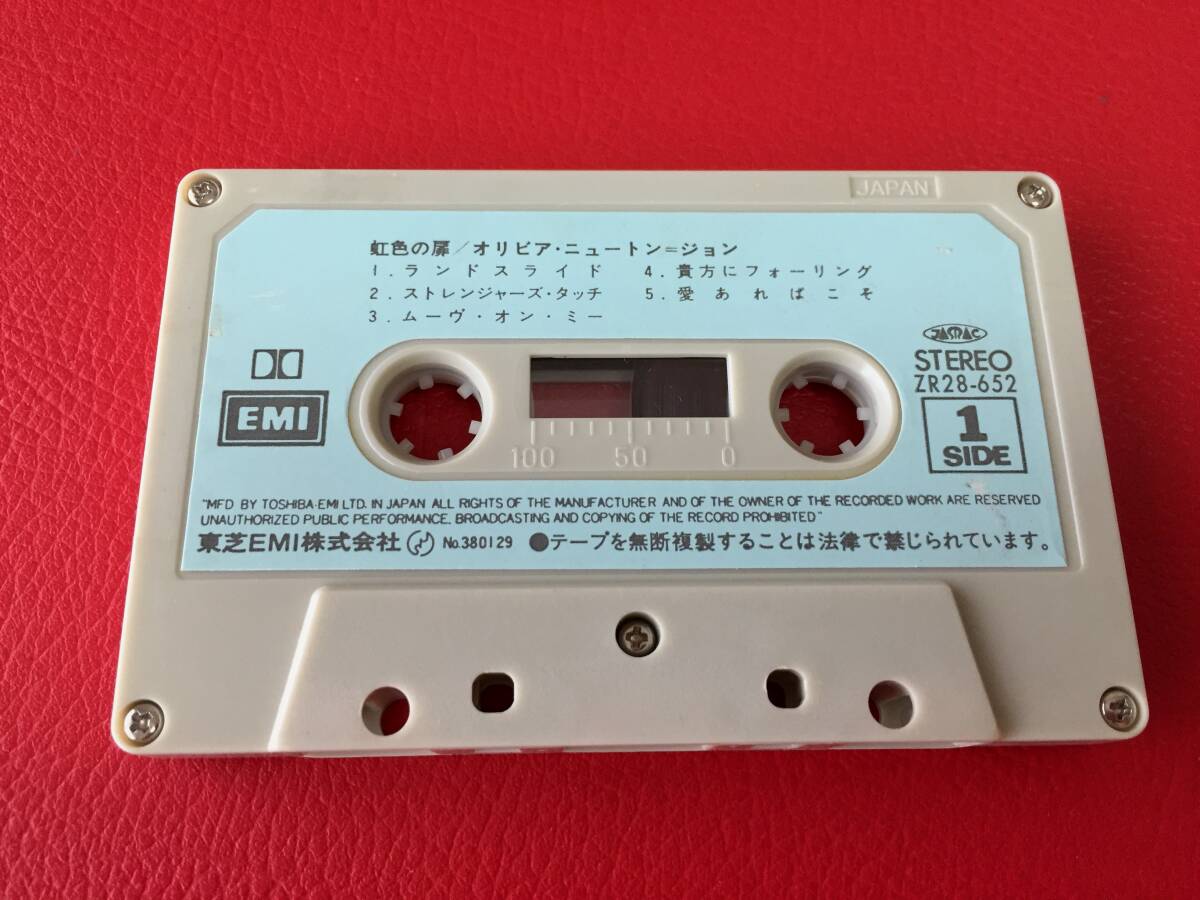 JAPAN
虹色の扉/オリビア・ニュートン=ジョン
1. ランドスライド
2. ストレンジャーズ・タッチ
3. ムーヴ・オン・ミー
4. 貴方にフォーリング
5. 愛あればこそ
JASRAC
STEREO
ZR28-652
EMI
1
SIDE
100 50 0
"MFD BY TOSHIBA·EMI LTD. IN JAPAN ALL RIGHTS OF THE MANUFACTURER AND OF THE OWNER OF THE RECORDED WORK ARE RESERVED
UNAUTHORIZED PUBLIC PERFORMANCE. BROADCASTING AND COPYING OF THE RECORD PROHIBITED"
東芝EMI株式会社 No.380129 ●テープを無断複製することは法律で禁じられています。